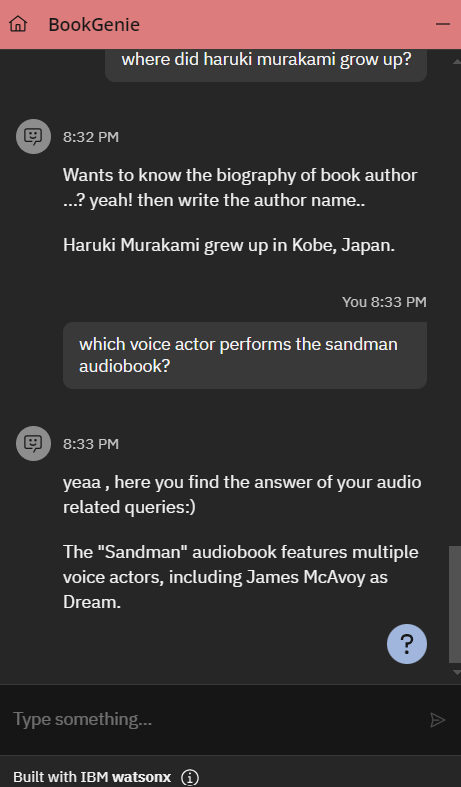 BookGenie
where did haruki murakami grow up?
8:32 PM
Wants to know the biography of book author
...? yeah! then write the author name..
Haruki Murakami grew up in Kobe, Japan.
You 8:33 PM
which voice actor performs the sandman
audiobook?
8:33 PM
yeaa , here you find the answer of your audio
related queries:)
The "Sandman" audiobook features multiple
voice actors, including James McAvoy as
Dream.
?
Type something...
Built with IBM watsonx